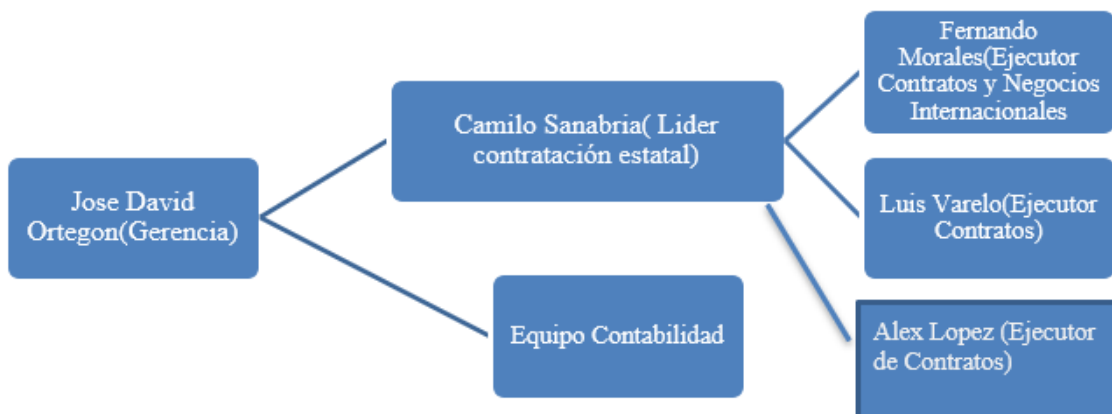 Jose David
Ortegon(Gerencia)
Camilo Sanabria( Lider
contratación estatal)
Equipo Contabilidad
Fernando
Morales(Ejecutor
Contratos y Negocios
Internacionales
Luis Varelo(Ejecutor
Contratos)
Alex Lopez (Ejecutor
de Contratos)